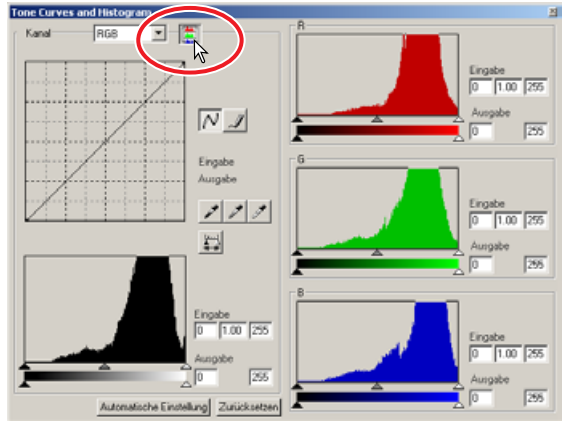 Tone Curves and Histogram
Kanal RGB
Eingabe
Ausgabe
Eingabe
0 1.00 255
Ausgabe
0 255
Automatische Einstellung Zurücksetzen
R
Eingabe
0 1.00 255
Ausgabe
0 255
G
Eingabe
0 1.00 255
Ausgabe
0 255
B
Eingabe
0 1.00 255
Ausgabe
0 255